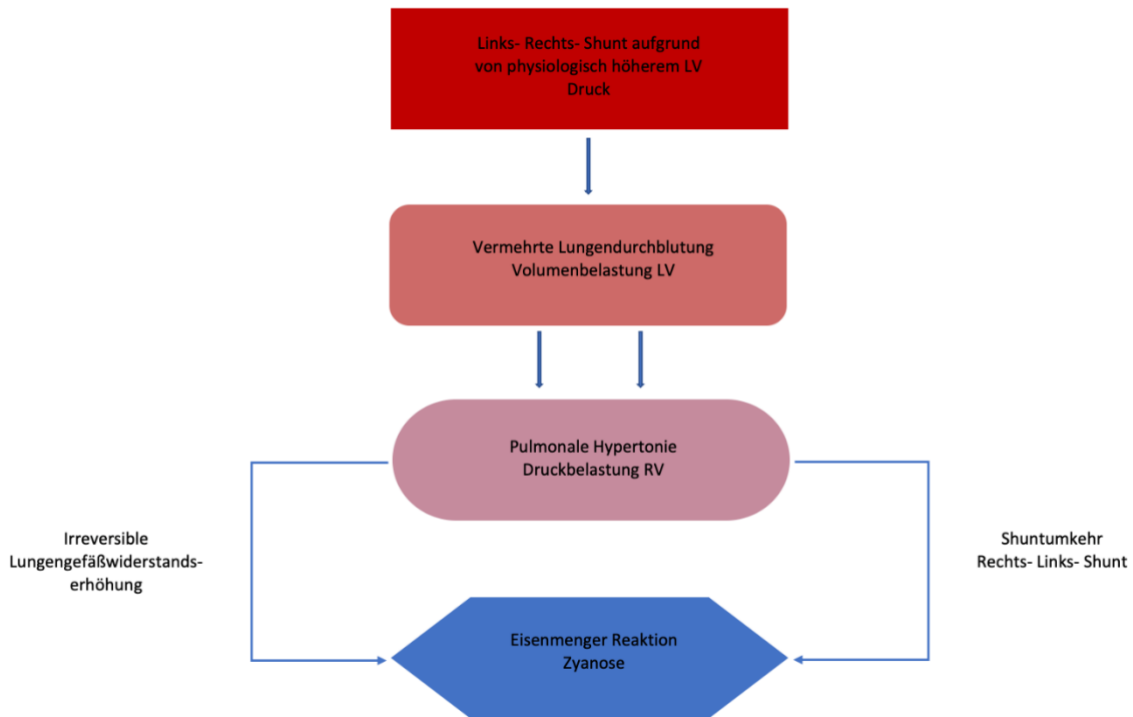 Links- Rechts- Shunt aufgrund
von physiologisch höherem LV
Druck
Vermehrte Lungendurchblutung
Volumenbelastung LV
Pulmonale Hypertonie
Druckbelastung RV
Irreversible
Lungengefäßwiderstands-
erhöhung
Shuntumkehr
Rechts- Links- Shunt
Eisenmenger Reaktion
Zyanose